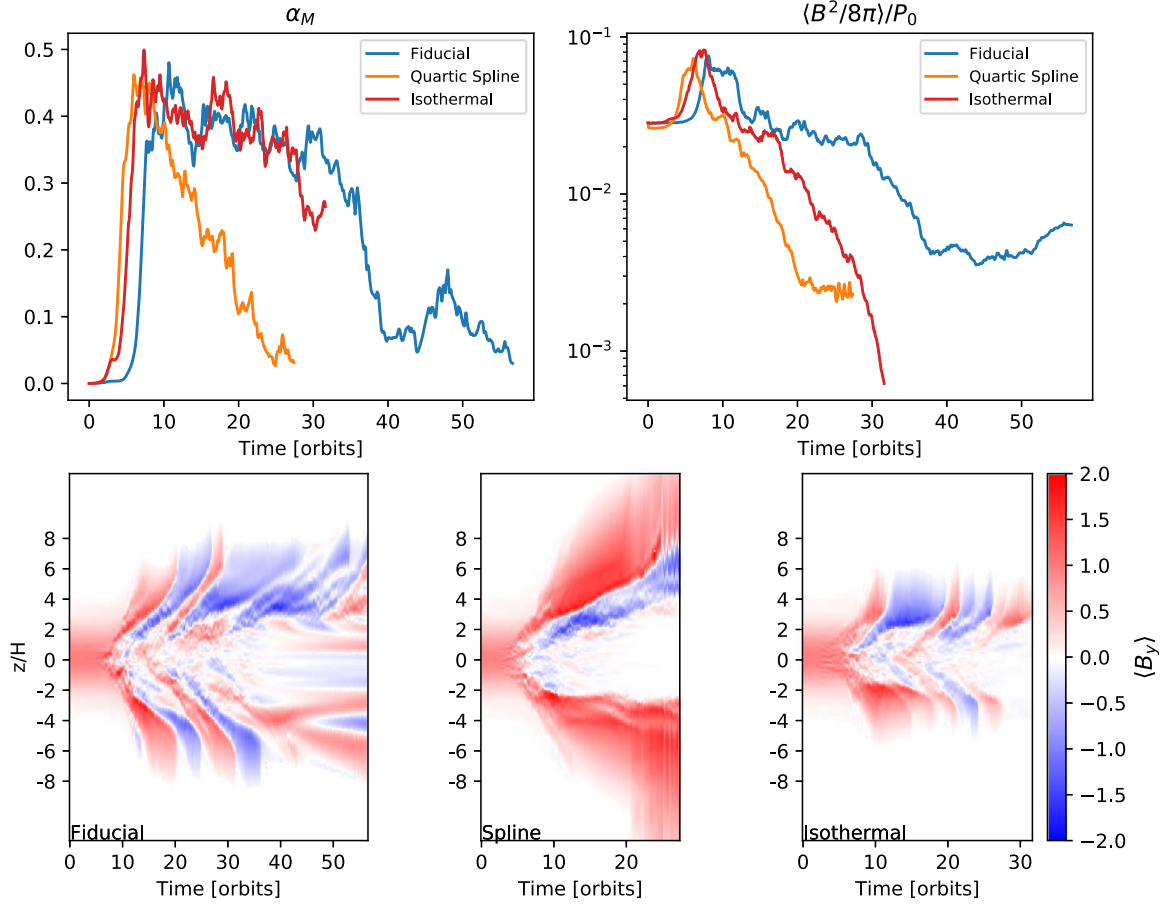 α_M
⟨B²/8π⟩/P₀
Fiducial
Quartic Spline
Isothermal
0.5
0.4
0.3
0.2
0.1
0.0
0 10 20 30 40 50
Time [orbits]
Fiducial
Quartic Spline
Isothermal
10⁻¹
10⁻²
10⁻³
0 10 20 30 40 50
Time [orbits]
z/H
8
6
4
2
0
-2
-4
-6
-8
Fiducial
0 10 20 30 40 50
Time [orbits]
8
6
4
2
0
-2
-4
-6
-8
Spline
0 10 20
Time [orbits]
8
6
4
2
0
-2
-4
-6
-8
Isothermal
0 10 20 30
Time [orbits]
2.0
1.5
1.0
0.5
0.0
−0.5
−1.0
−1.5
−2.0
⟨B_y⟩